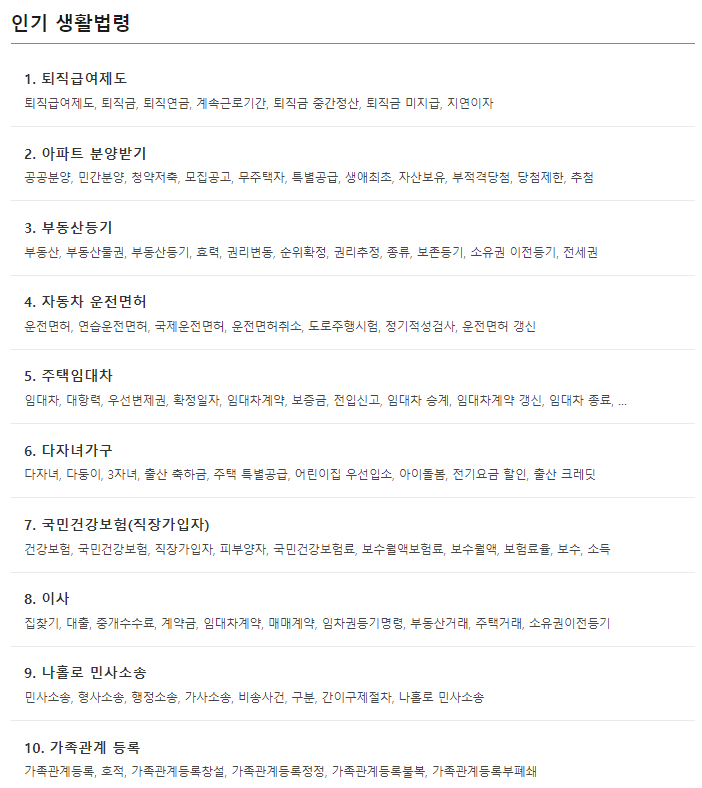 인기 생활법령
1. 퇴직급여제도
퇴직급여제도, 퇴직금, 퇴직연금, 계속근로기간, 퇴직금 중간정산, 퇴직금 미지급, 지연이자
2. 아파트 분양받기
공공분양, 민간분양, 청약저축, 모집공고, 무주택자, 특별공급, 생애최초, 자산보유, 부적격당첨, 당첨제한, 추첨
3. 부동산등기
부동산, 부동산물권, 부동산등기, 효력, 권리변동, 순위확정, 권리추정, 종류, 보존등기, 소유권 이전등기, 전세권
4. 자동차 운전면허
운전면허, 연습운전면허, 국제운전면허, 운전면허취소, 도로주행시험, 정기적성검사, 운전면허 갱신
5. 주택임대차
임대차, 대항력, 우선변제권, 확정일자, 임대차계약, 보증금, 전입신고, 임대차 승계, 임대차계약 갱신, 임대차 종료, ...
6. 다자녀가구
다자녀, 다둥이, 3자녀, 출산 축하금, 주택 특별공급, 어린이집 우선입소, 아이돌봄, 전기요금 할인, 출산 크레딧
7. 국민건강보험(직장가입자)
건강보험, 국민건강보험, 직장가입자, 피부양자, 국민건강보험료, 보수월액보험료, 보수월액, 보험료율, 보수, 소득
8. 이사
집찾기, 대출, 중개수수료, 계약금, 임대차계약, 매매계약, 임차권등기명령, 부동산거래, 주택거래, 소유권이전등기
9. 나홀로 민사소송
민사소송, 형사소송, 행정소송, 가사소송, 비송사건, 구분, 간이구제절차, 나홀로 민사소송
10. 가족관계 등록
가족관계등록, 호적, 가족관계등록창설, 가족관계등록정정, 가족관계등록불복, 가족관계등록부폐쇄